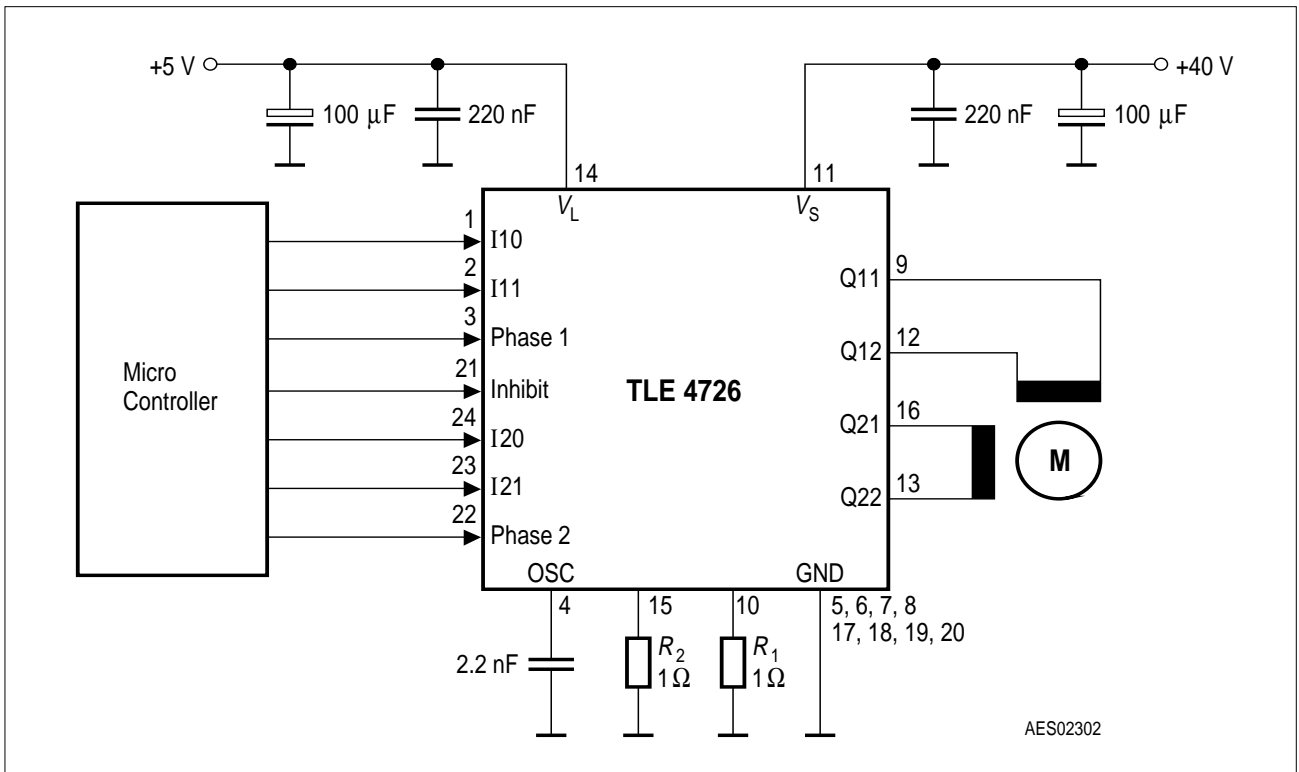 +5 V
+40 V
100 μF
220 nF
220 nF
100 μF
14
11
V_L
V_S
1
I10
2
I11
3
Phase 1
21
Inhibit
24
I20
23
I21
22
Phase 2
Micro
Controller
TLE 4726
Q11
9
Q12
12
Q21
16
Q22
13
M
OSC
GND
4
15
10
5, 6, 7, 8
17, 18, 19, 20
2.2 nF
R_2
1 Ω
R_1
1 Ω
AES02302